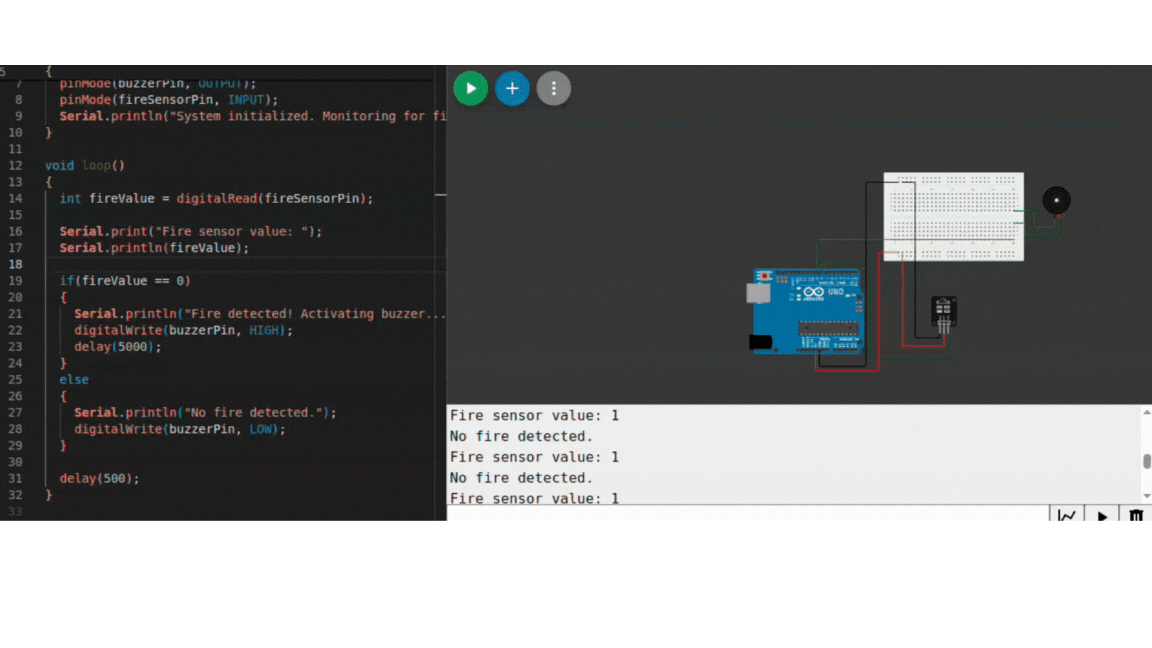 5 {
7 pinMode(buzzerPin, OUTPUT);
8 pinMode(fireSensorPin, INPUT);
9 Serial.println("System initialized. Monitoring for fi
10 }
11
12 void loop()
13 {
14 int fireValue = digitalRead(fireSensorPin);
15
16 Serial.print("Fire sensor value: ");
17 Serial.println(fireValue);
18
19 if(fireValue == 0)
20 {
21 Serial.println("Fire detected! Activating buzzer...
22 digitalWrite(buzzerPin, HIGH);
23 delay(5000);
24 }
25 else
26 {
27 Serial.println("No fire detected.");
28 digitalWrite(buzzerPin, LOW);
29 }
30
31 delay(500);
32 }
33
UNO
Fire sensor value: 1
No fire detected.
Fire sensor value: 1
No fire detected.
Fire sensor value: 1